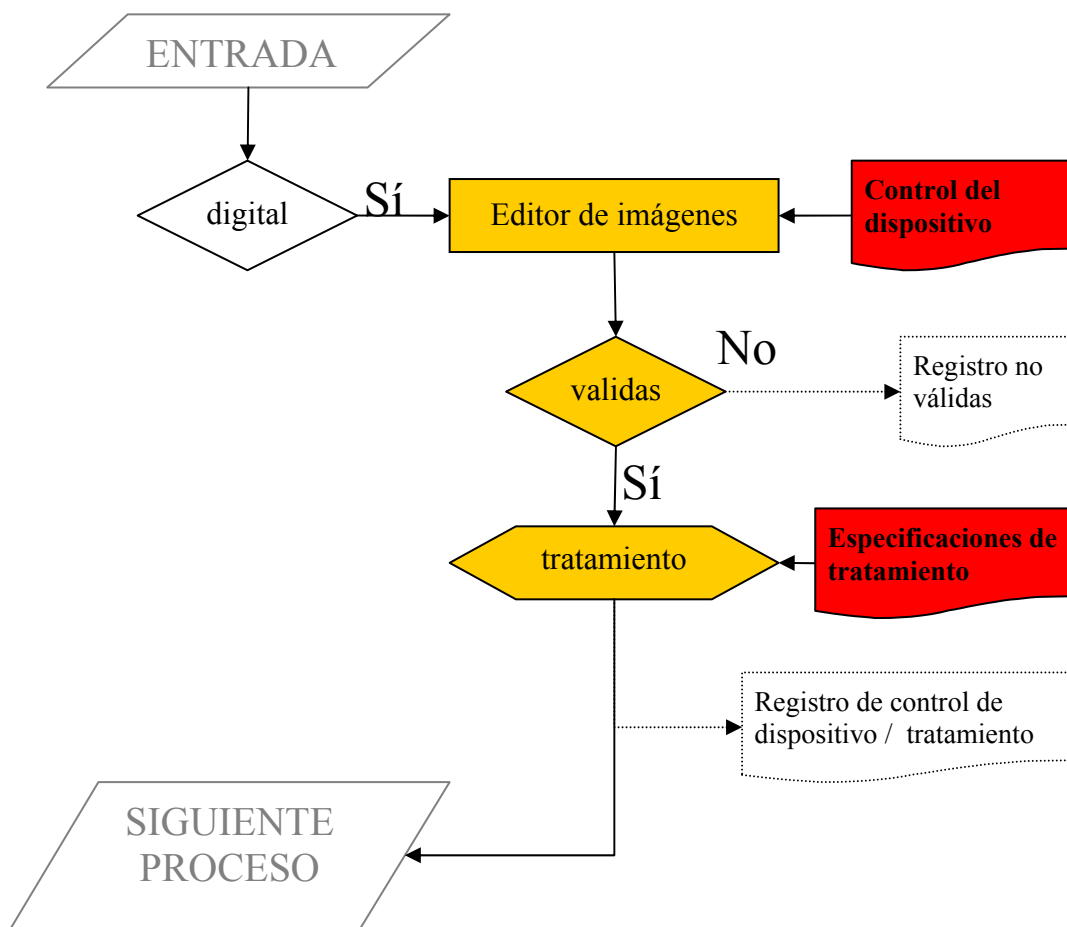 ENTRADA
digital
Sí
Editor de imágenes
Control del
dispositivo
validas
No
Registro no
válidas
Sí
tratamiento
Especificaciones de
tratamiento
Registro de control de
dispositivo / tratamiento
SIGUIENTE
PROCESO